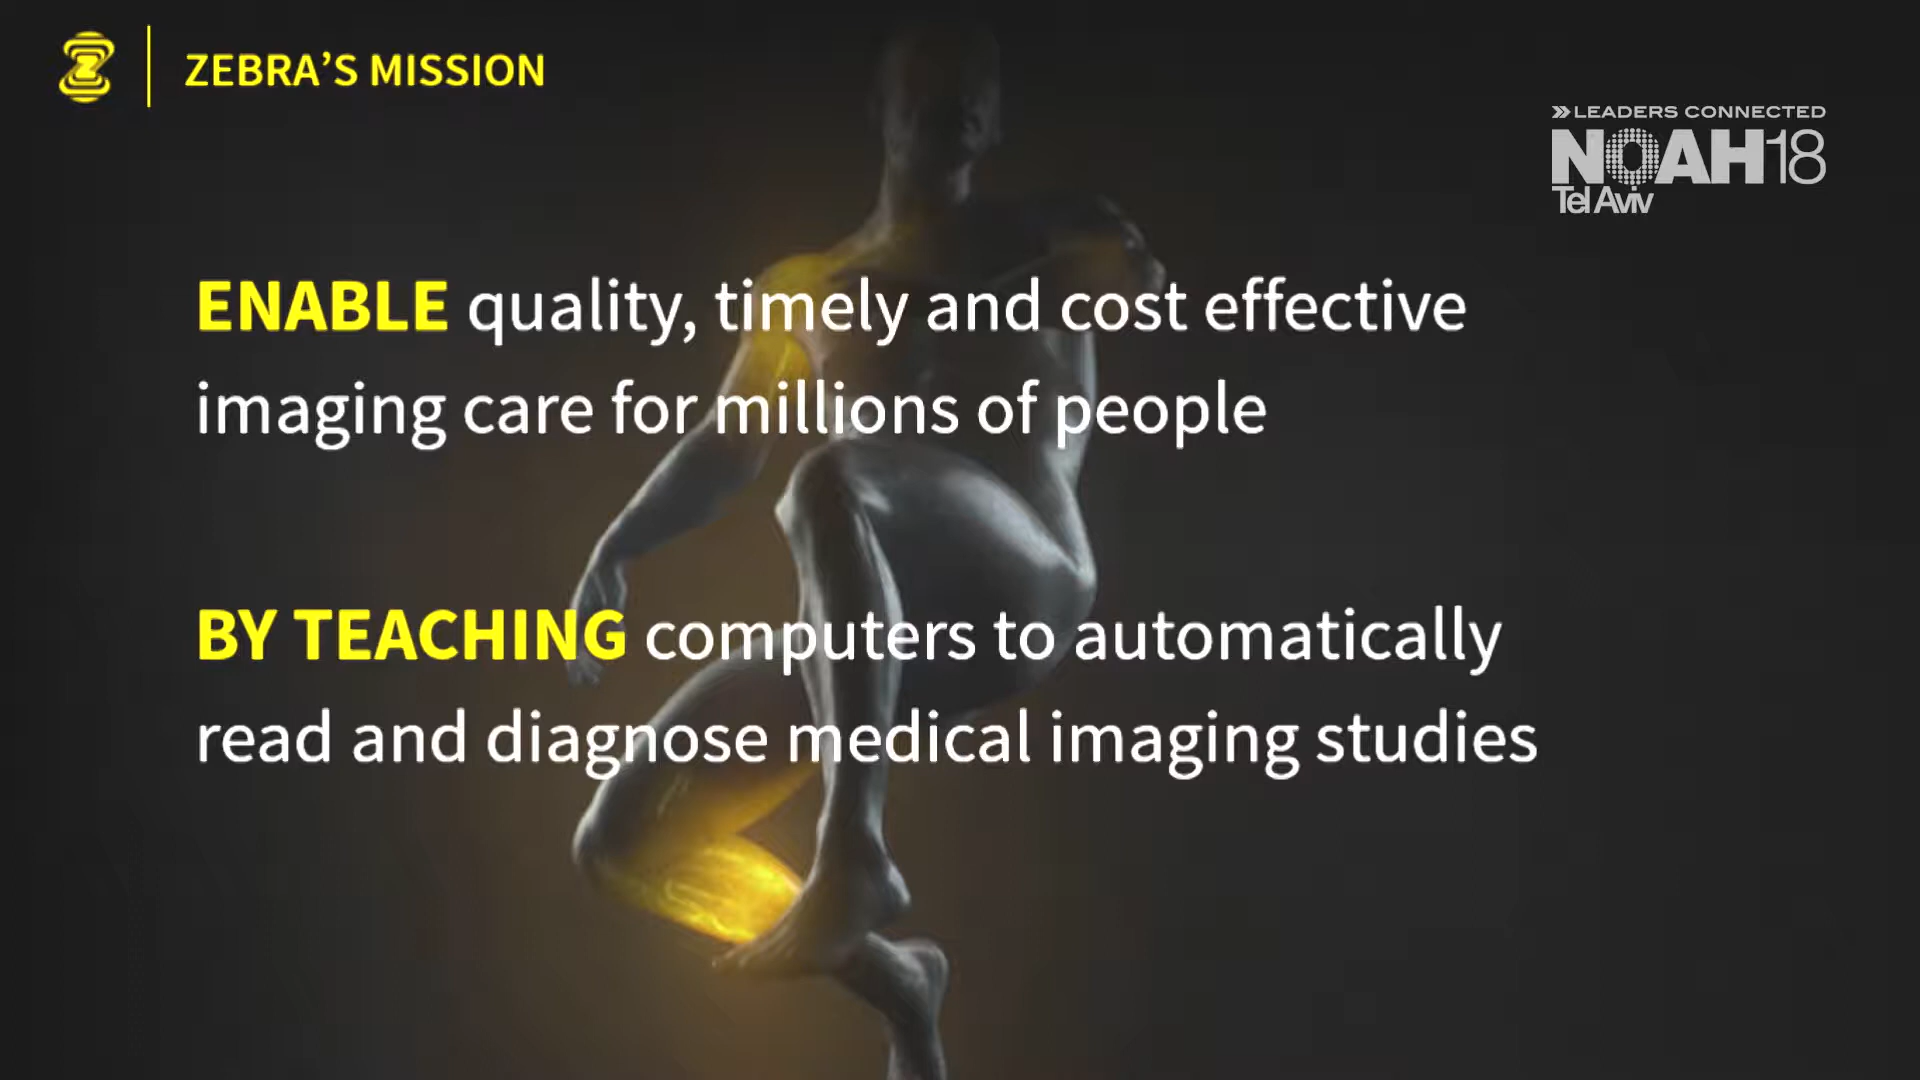 ZEBRA’S MISSION
LEADERS CONNECTED
NOAH18
Tel Aviv
ENABLE quality, timely and cost effective
imaging care for millions of people
BY TEACHING computers to automatically
read and diagnose medical imaging studies